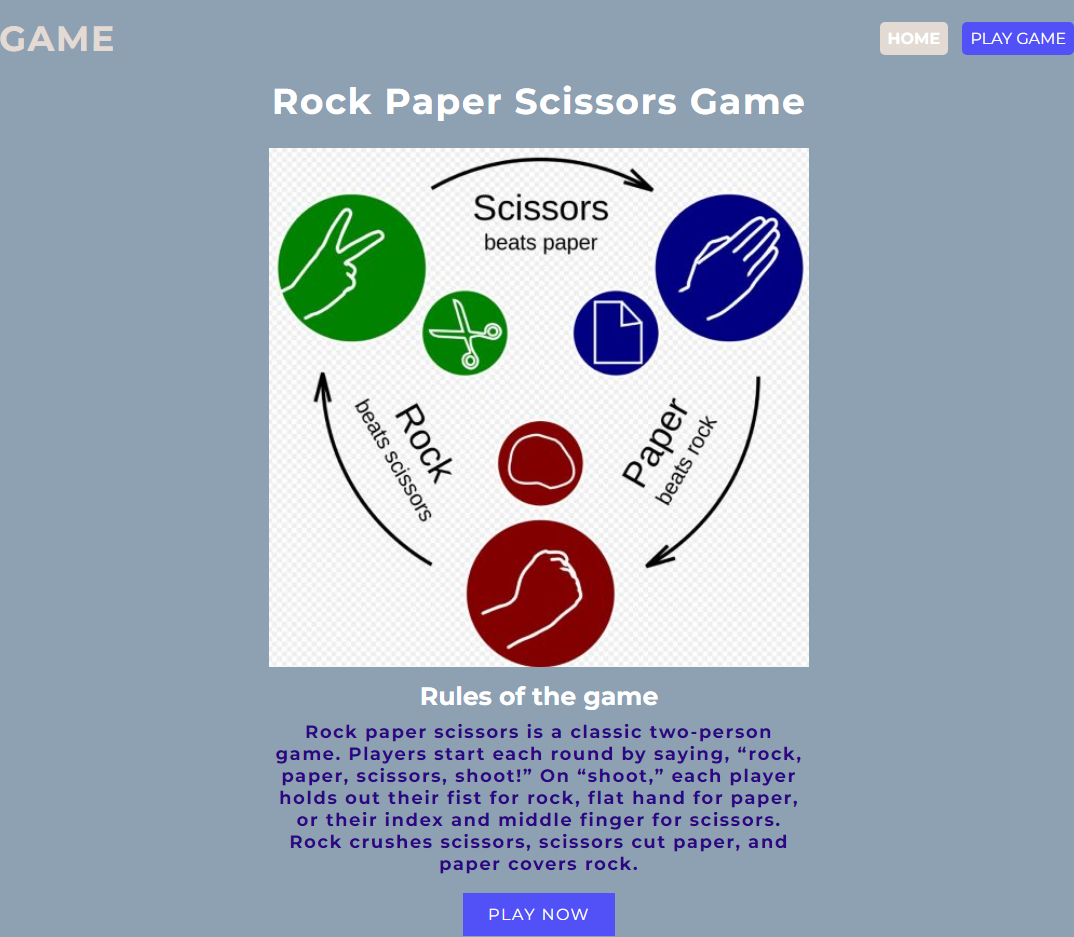 GAME
HOME
PLAY GAME
Rock Paper Scissors Game
Scissors
beats paper
Rock
beats scissors
Paper
beats rock
Rules of the game
Rock paper scissors is a classic two-person
game. Players start each round by saying, “rock,
paper, scissors, shoot!” On “shoot,” each player
holds out their fist for rock, flat hand for paper,
or their index and middle finger for scissors.
Rock crushes scissors, scissors cut paper, and
paper covers rock.
PLAY NOW